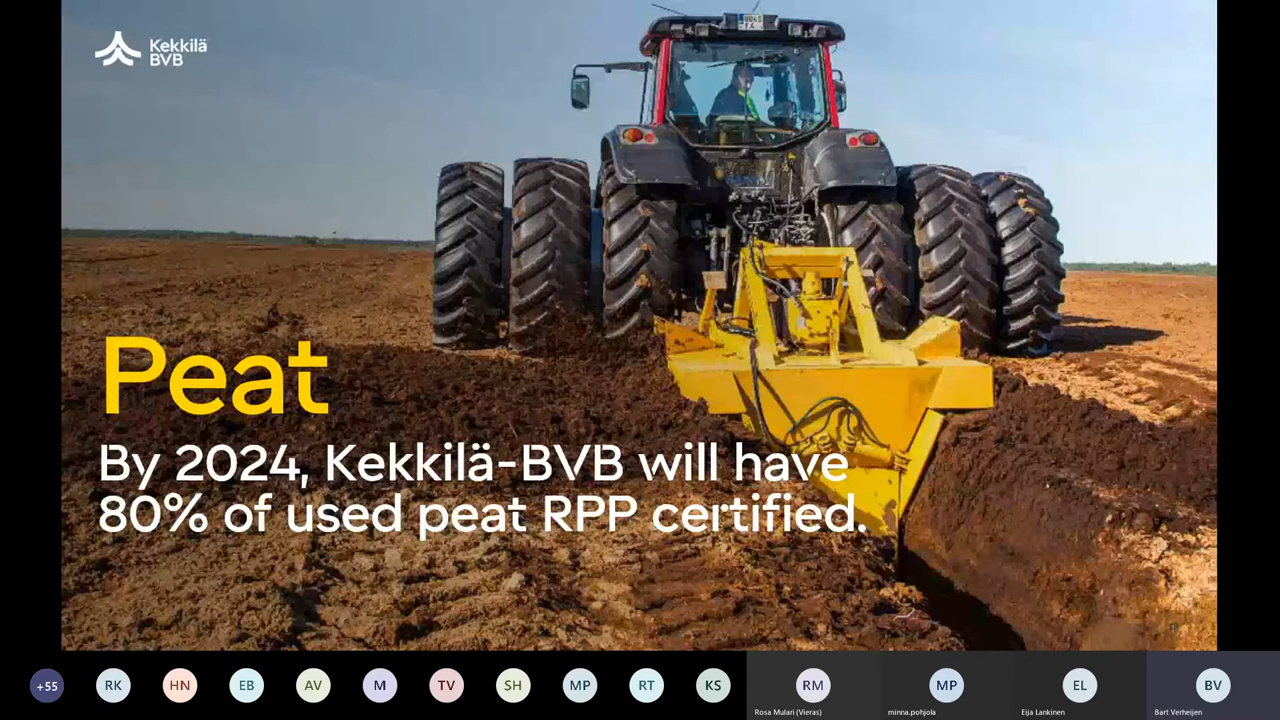 Kekkilä
BVB
Peat
By 2024, Kekkilä-BVB will have
80% of used peat RPP certified.
+55
RK
HN
EB
AV
M
TV
SH
MP
RT
KS
RM
MP
EL
BV
Rosa Mulari (Vieras)
minna.pohjola
Eija Lankinen
Bart Verheijen